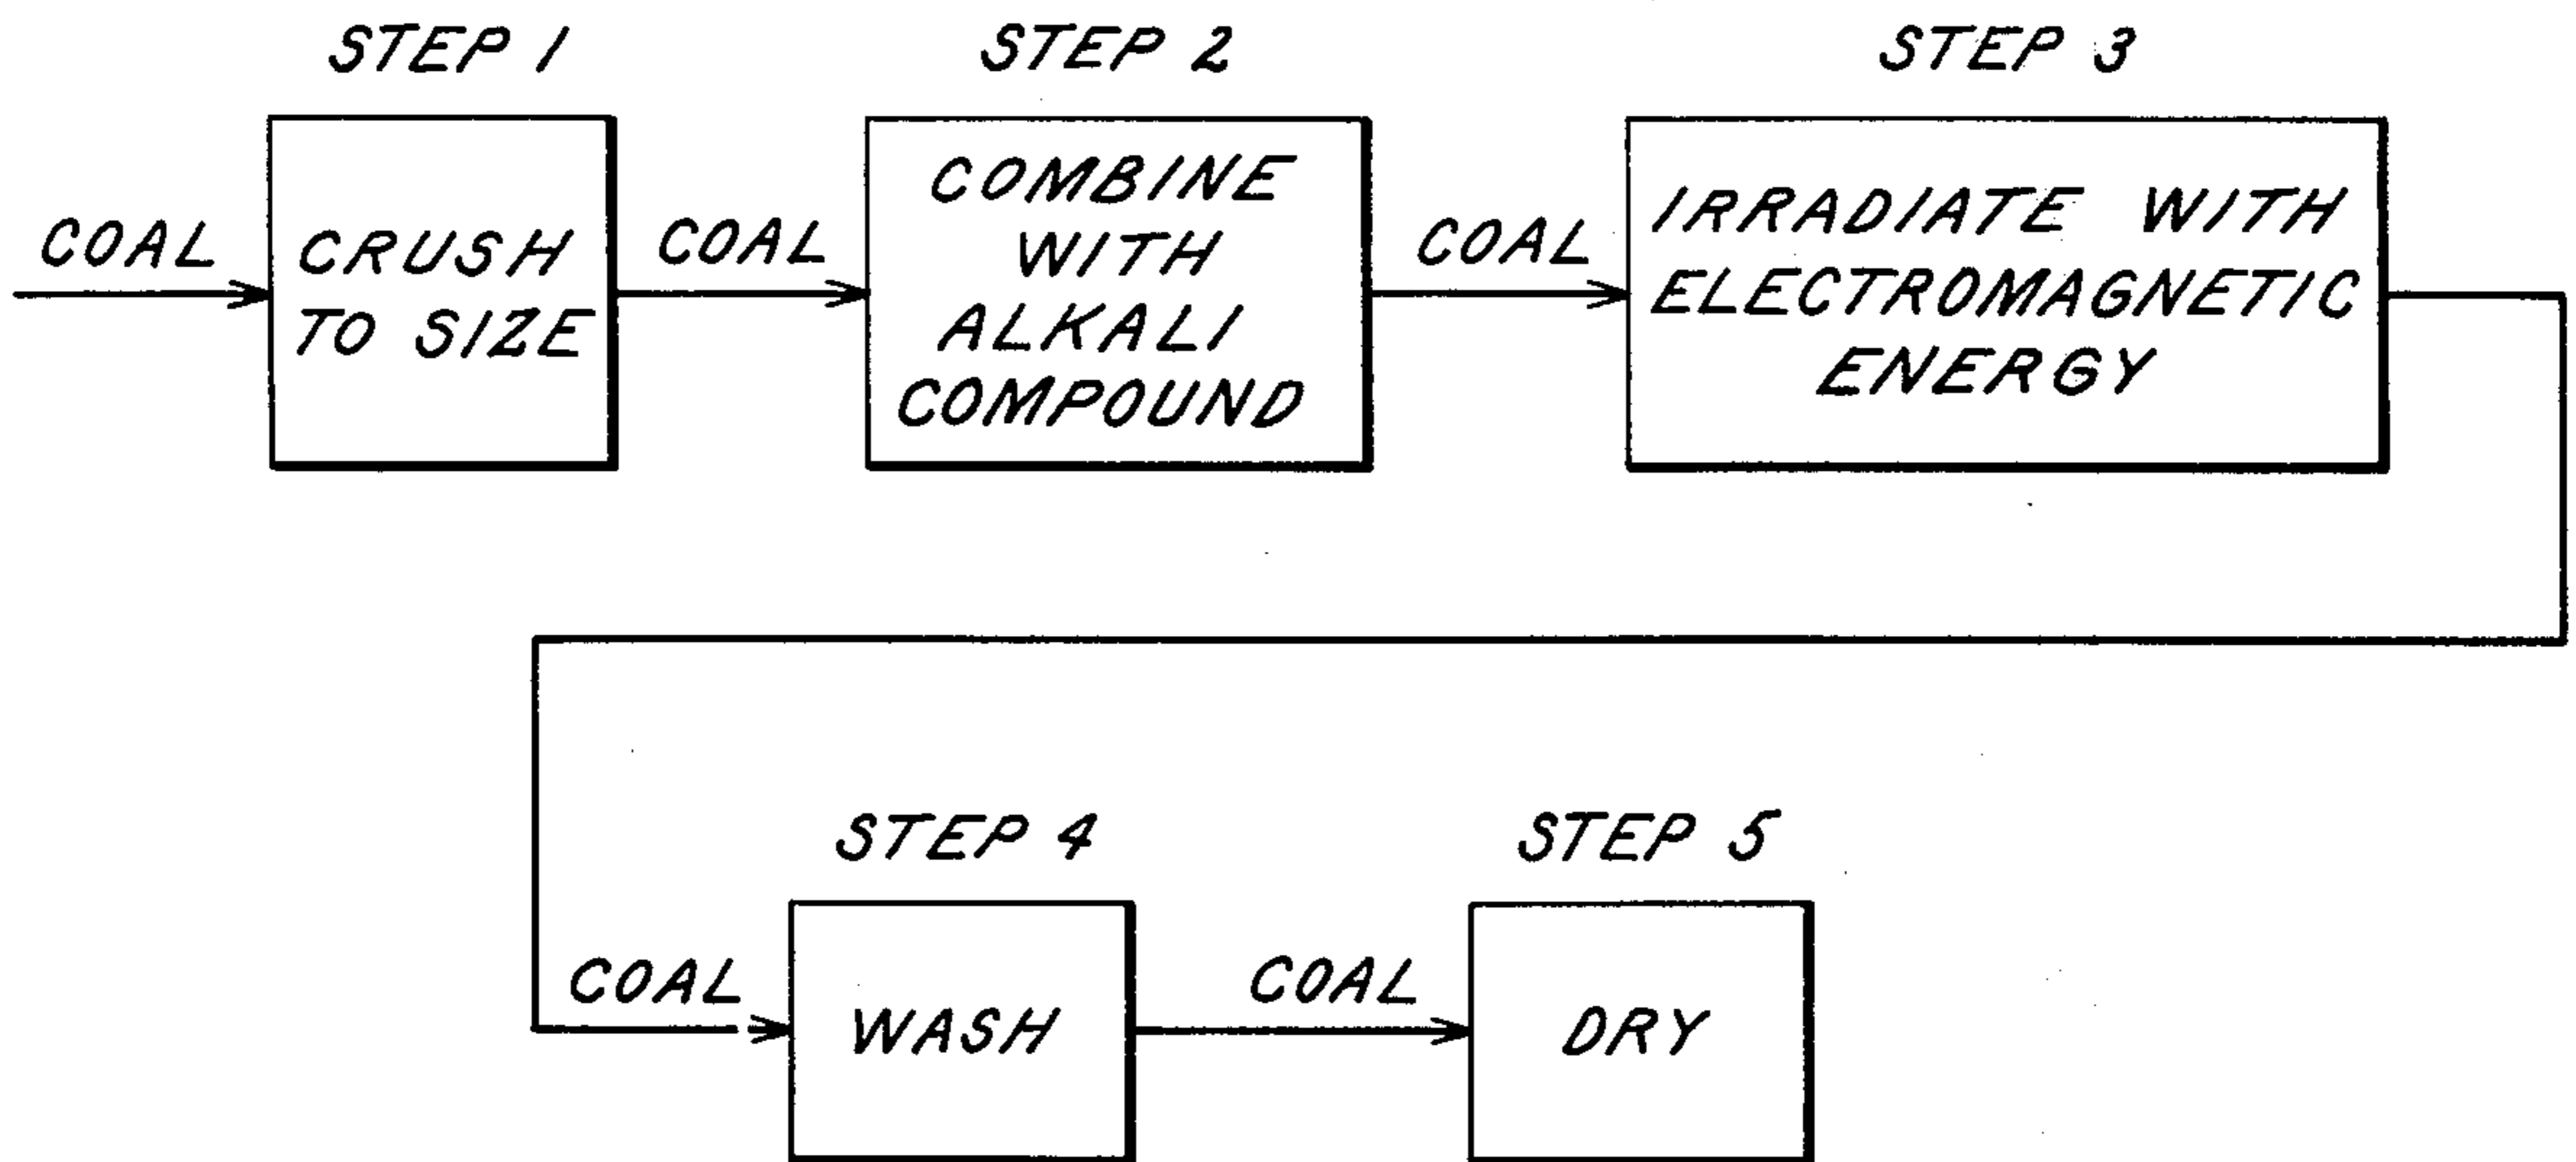 STEP 1
STEP 2
STEP 3
COAL
CRUSH
TO SIZE
COAL
COMBINE
WITH
ALKALI
COMPOUND
COAL
IRRADIATE WITH
ELECTROMAGNETIC
ENERGY
STEP 4
STEP 5
COAL
WASH
COAL
DRY